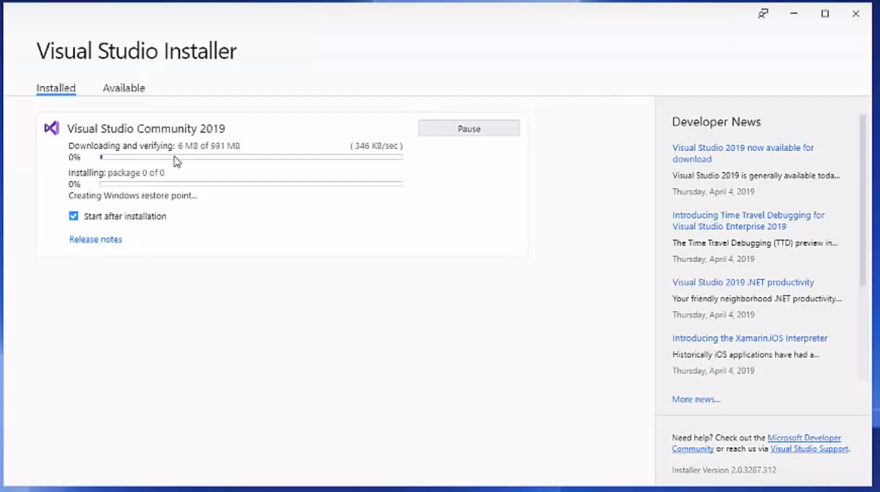 Visual Studio Installer
Installed Available
Visual Studio Community 2019
Pause
Downloading and verifying: 6 MB of 991 MB ( 346 KB/sec )
0%
Installing: package 0 of 0
0%
Creating Windows restore point...
Start after installation
Release notes
Developer News
Visual Studio 2019 now available for
download
Visual Studio 2019 is generally available toda...
Thursday, April 4, 2019
Introducing Time Travel Debugging for
Visual Studio Enterprise 2019
The Time Travel Debugging (TTD) preview in...
Thursday, April 4, 2019
Visual Studio 2019 .NET productivity
Your friendly neighborhood .NET productivity...
Thursday, April 4, 2019
Introducing the Xamarin.iOS Interpreter
Historically iOS applications have had a...
Thursday, April 4, 2019
More news...
Need help? Check out the Microsoft Developer
Community or reach us via Visual Studio Support.
Installer Version 2.0.3287.312